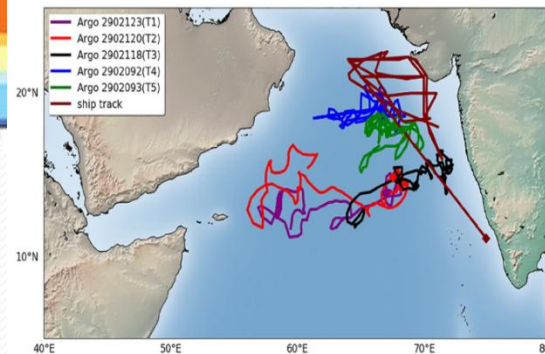 Argo 2902123(T1)
Argo 2902120(T2)
Argo 2902118(T3)
Argo 2902092(T4)
Argo 2902093(T5)
ship track
20°N
10°N
40°E 50°E 60°E 70°E